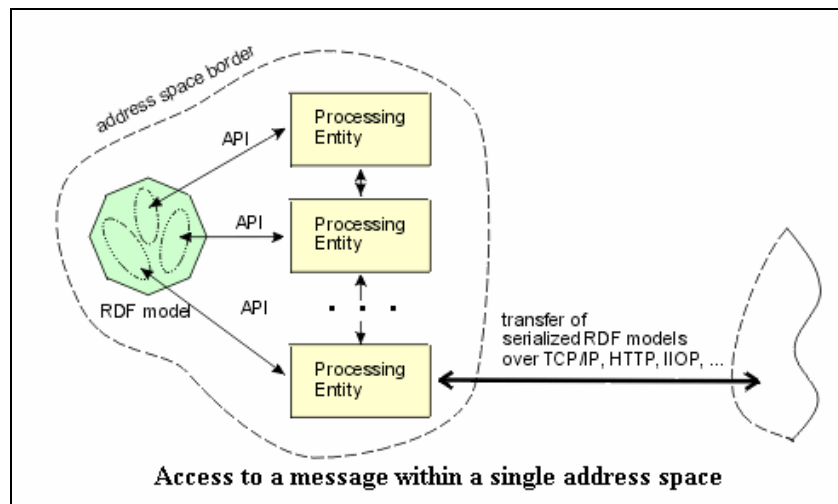 address space border
Processing
Entity
API
Processing
Entity
API
RDF model
API
. . .
transfer of
serialized RDF models
over TCP/IP, HTTP, IIOP, ...
Processing
Entity
Access to a message within a single address space